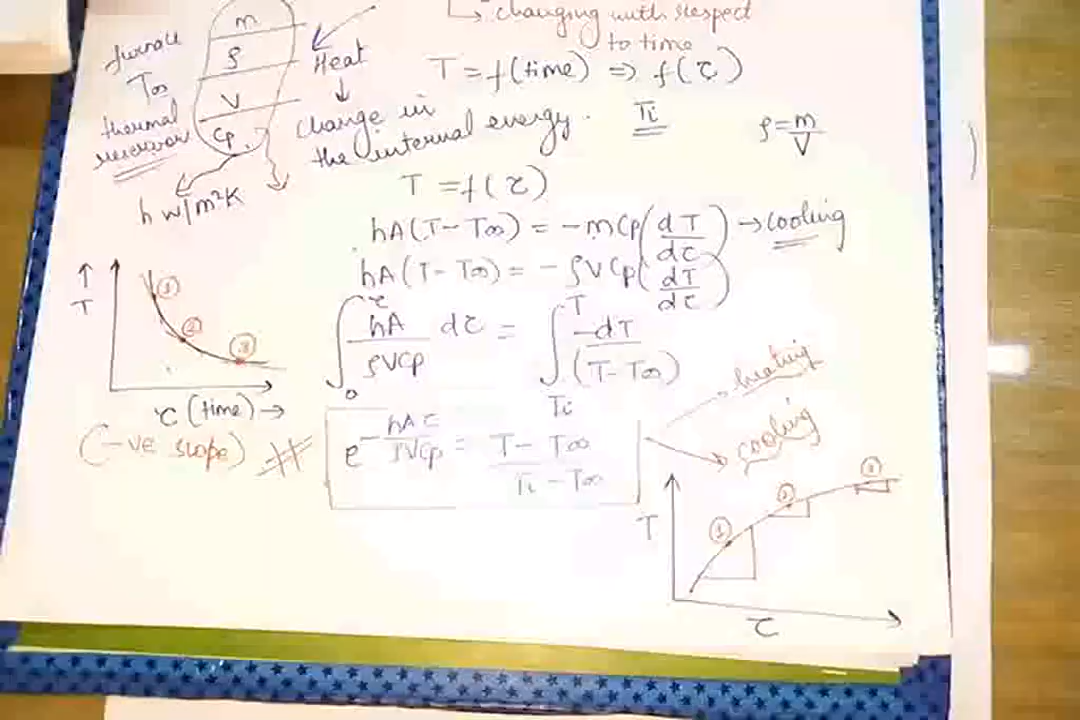 ↳ changing with respect
to time
furnace
T∞
thermal
reservoir
m
ρ
V
Cp
Heat
↓
change in
the internal energy.
T = f(time) ⇒ f(τ)
Ti
ρ = m/V
h w/m²K
T = f(τ)
hA(T - T∞) = - mCp(dT/dτ) → cooling
hA(T - T∞) = - ρVCp(dT/dτ)
∫₀^τ hA/ρVCp dτ = ∫_Ti^T -dT/(T - T∞)
e^(-hAτ/ρVCp) = (T - T∞)/(Ti - T∞)
heating
cooling
↑
T
①
②
③
τ (time) →
(-ve slope)
T
①
②
③
τ